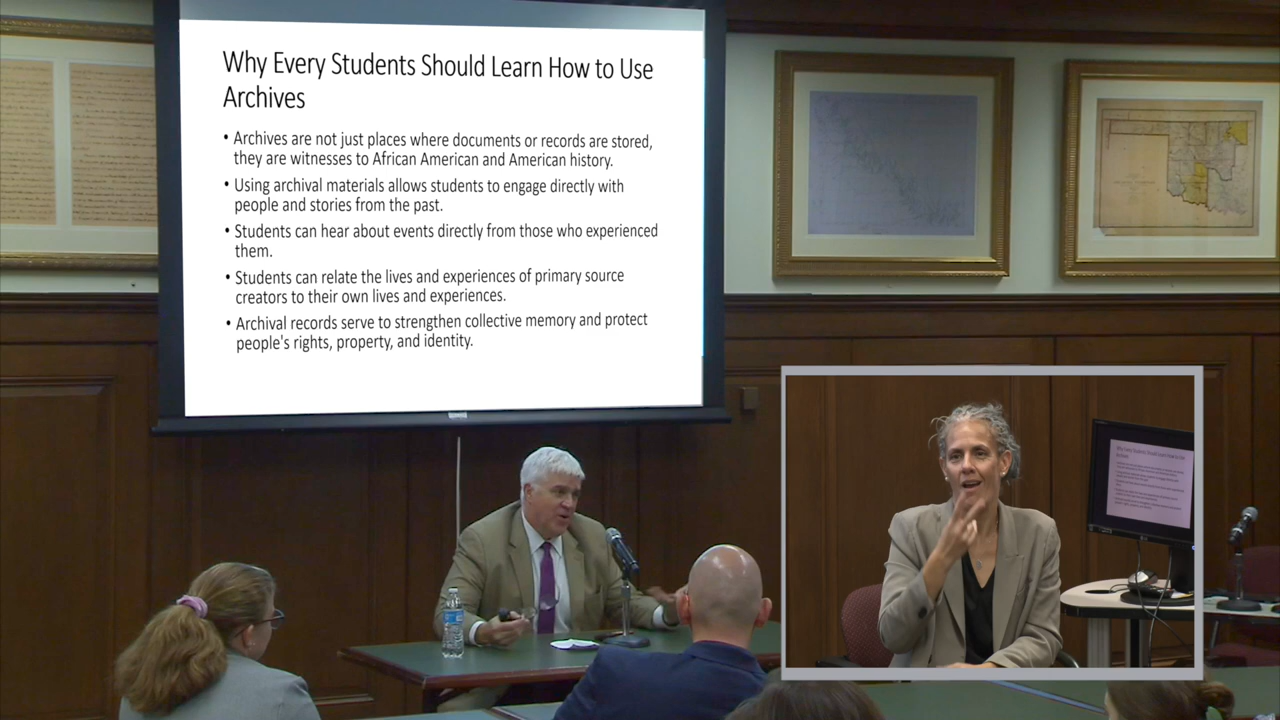 Why Every Students Should Learn How to Use
Archives
• Archives are not just places where documents or records are stored,
they are witnesses to African American and American history.
• Using archival materials allows students to engage directly with
people and stories from the past.
• Students can hear about events directly from those who experienced
them.
• Students can relate the lives and experiences of primary source
creators to their own lives and experiences.
• Archival records serve to strengthen collective memory and protect
people's rights, property, and identity.